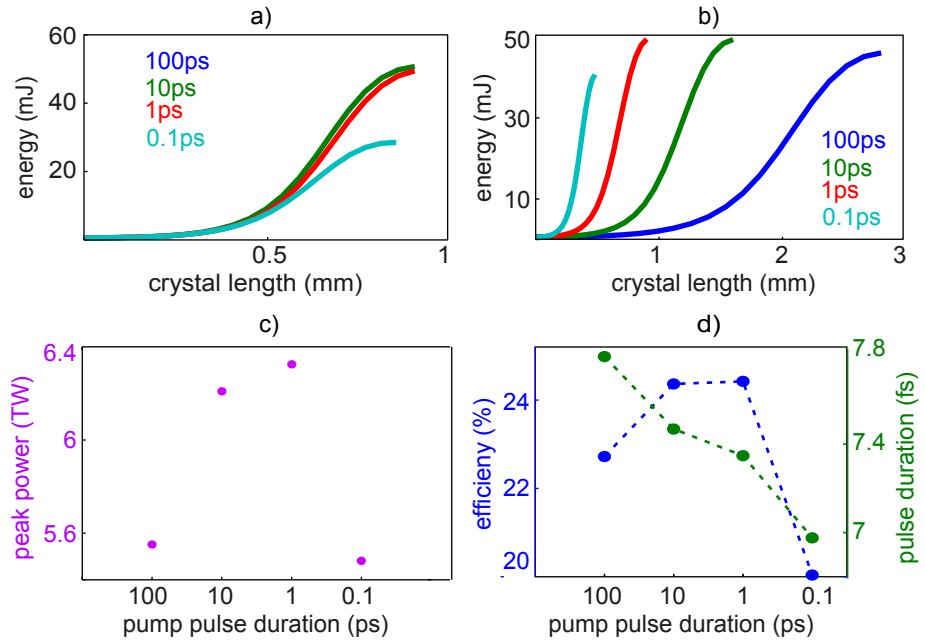 a)
energy (mJ)
60
40
20
100ps
10ps
1ps
0.1ps
0.5
1
crystal length (mm)
b)
energy (mJ)
50
30
10
100ps
10ps
1ps
0.1ps
1
2
3
crystal length (mm)
c)
peak power (TW)
6.4
6
5.6
100
10
1
0.1
pump pulse duration (ps)
d)
efficieny (%)
24
22
20
7.8
7.4
7
pulse duration (fs)
100
10
1
0.1
pump pulse duration (ps)